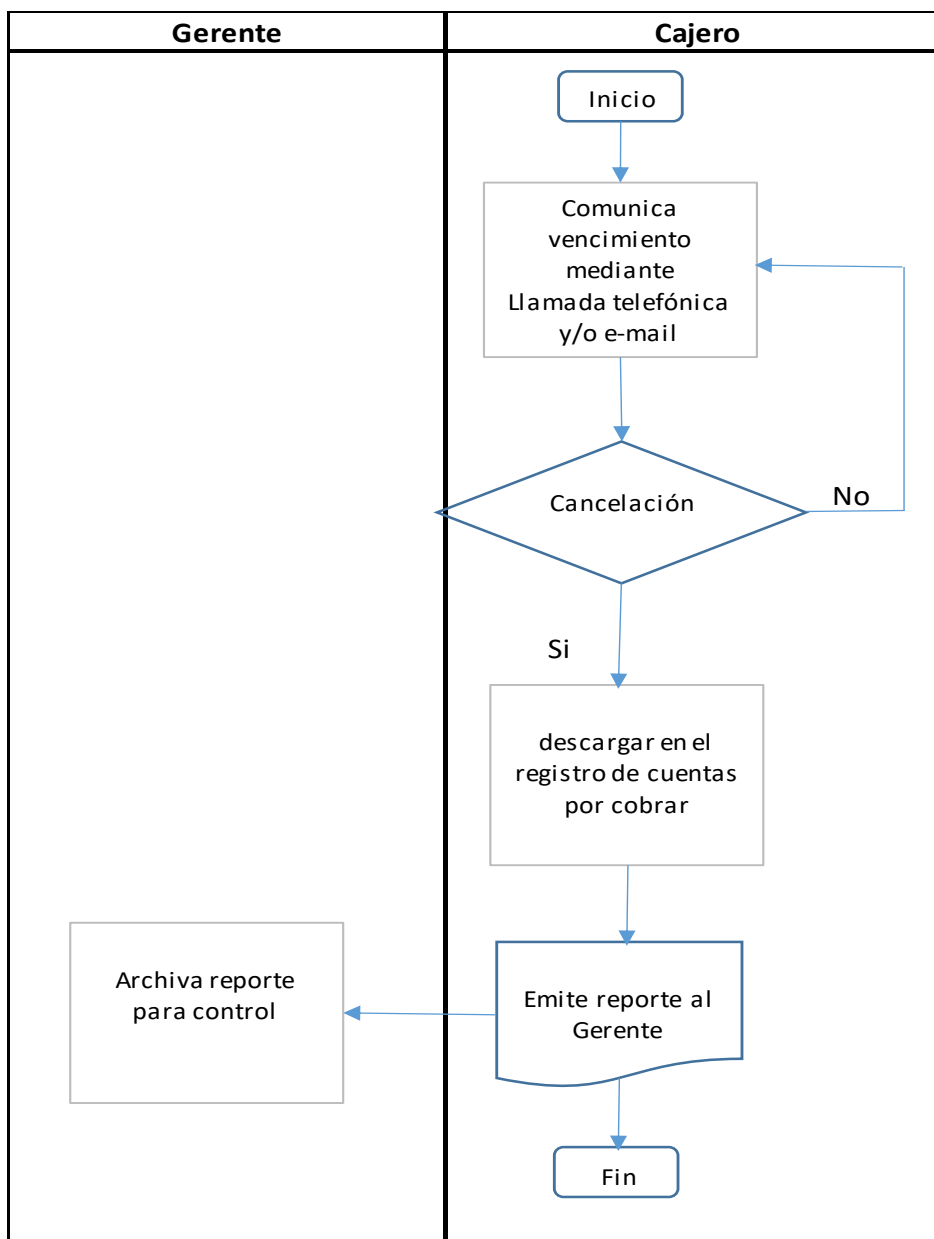 Gerente
Cajero
Inicio
Comunica
vencimiento
mediante
Llamada telefónica
y/o e-mail
Cancelación
No
Si
descargar en el
registro de cuentas
por cobrar
Archiva reporte
para control
Emite reporte al
Gerente
Fin